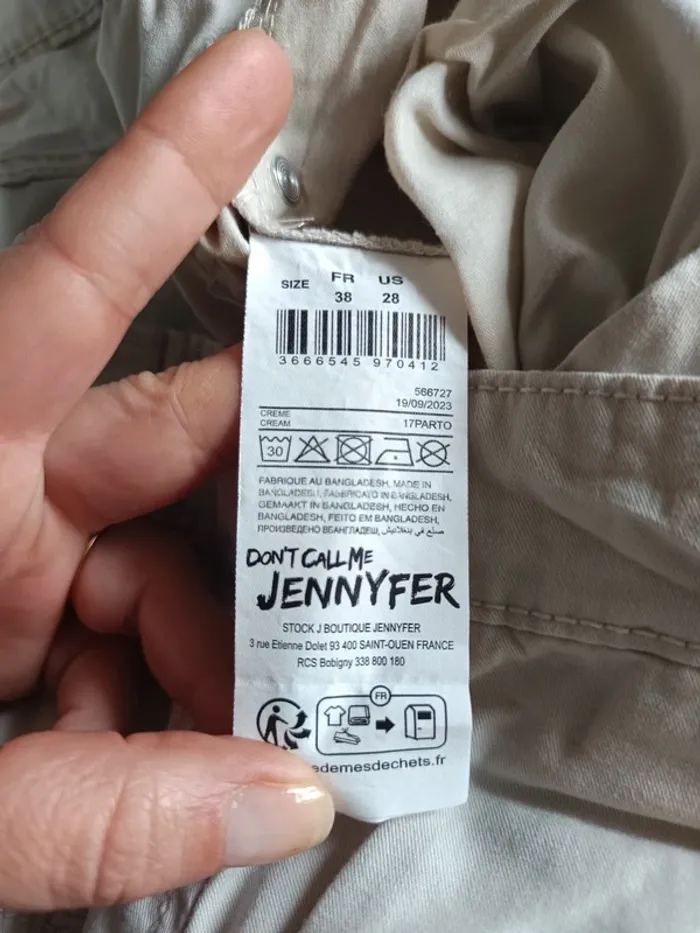 SIZE FR US
38 28
3666545 970412
566727
19/09/2023
CREME
CREAM 17PARTO
30
FABRIQUE AU BANGLADESH, MADE IN
BANGLADESH, FABBRICATO IN BANGLADESH,
GEMAAKT IN BANGLADESH, HECHO EN
BANGLADESH, FEITO EM BANGLADESH,
ПРОИЗВЕДЕНО ВБАНГЛАДЕШ, صنع في بنغلاديش
DON'T CALL ME
JENNYFER
STOCK J BOUTIQUE JENNYFER
3 rue Etienne Dolet 93 400 SAINT-OUEN FRANCE
RCS Bobigny 338 800 180
FR
edemesdechets.fr